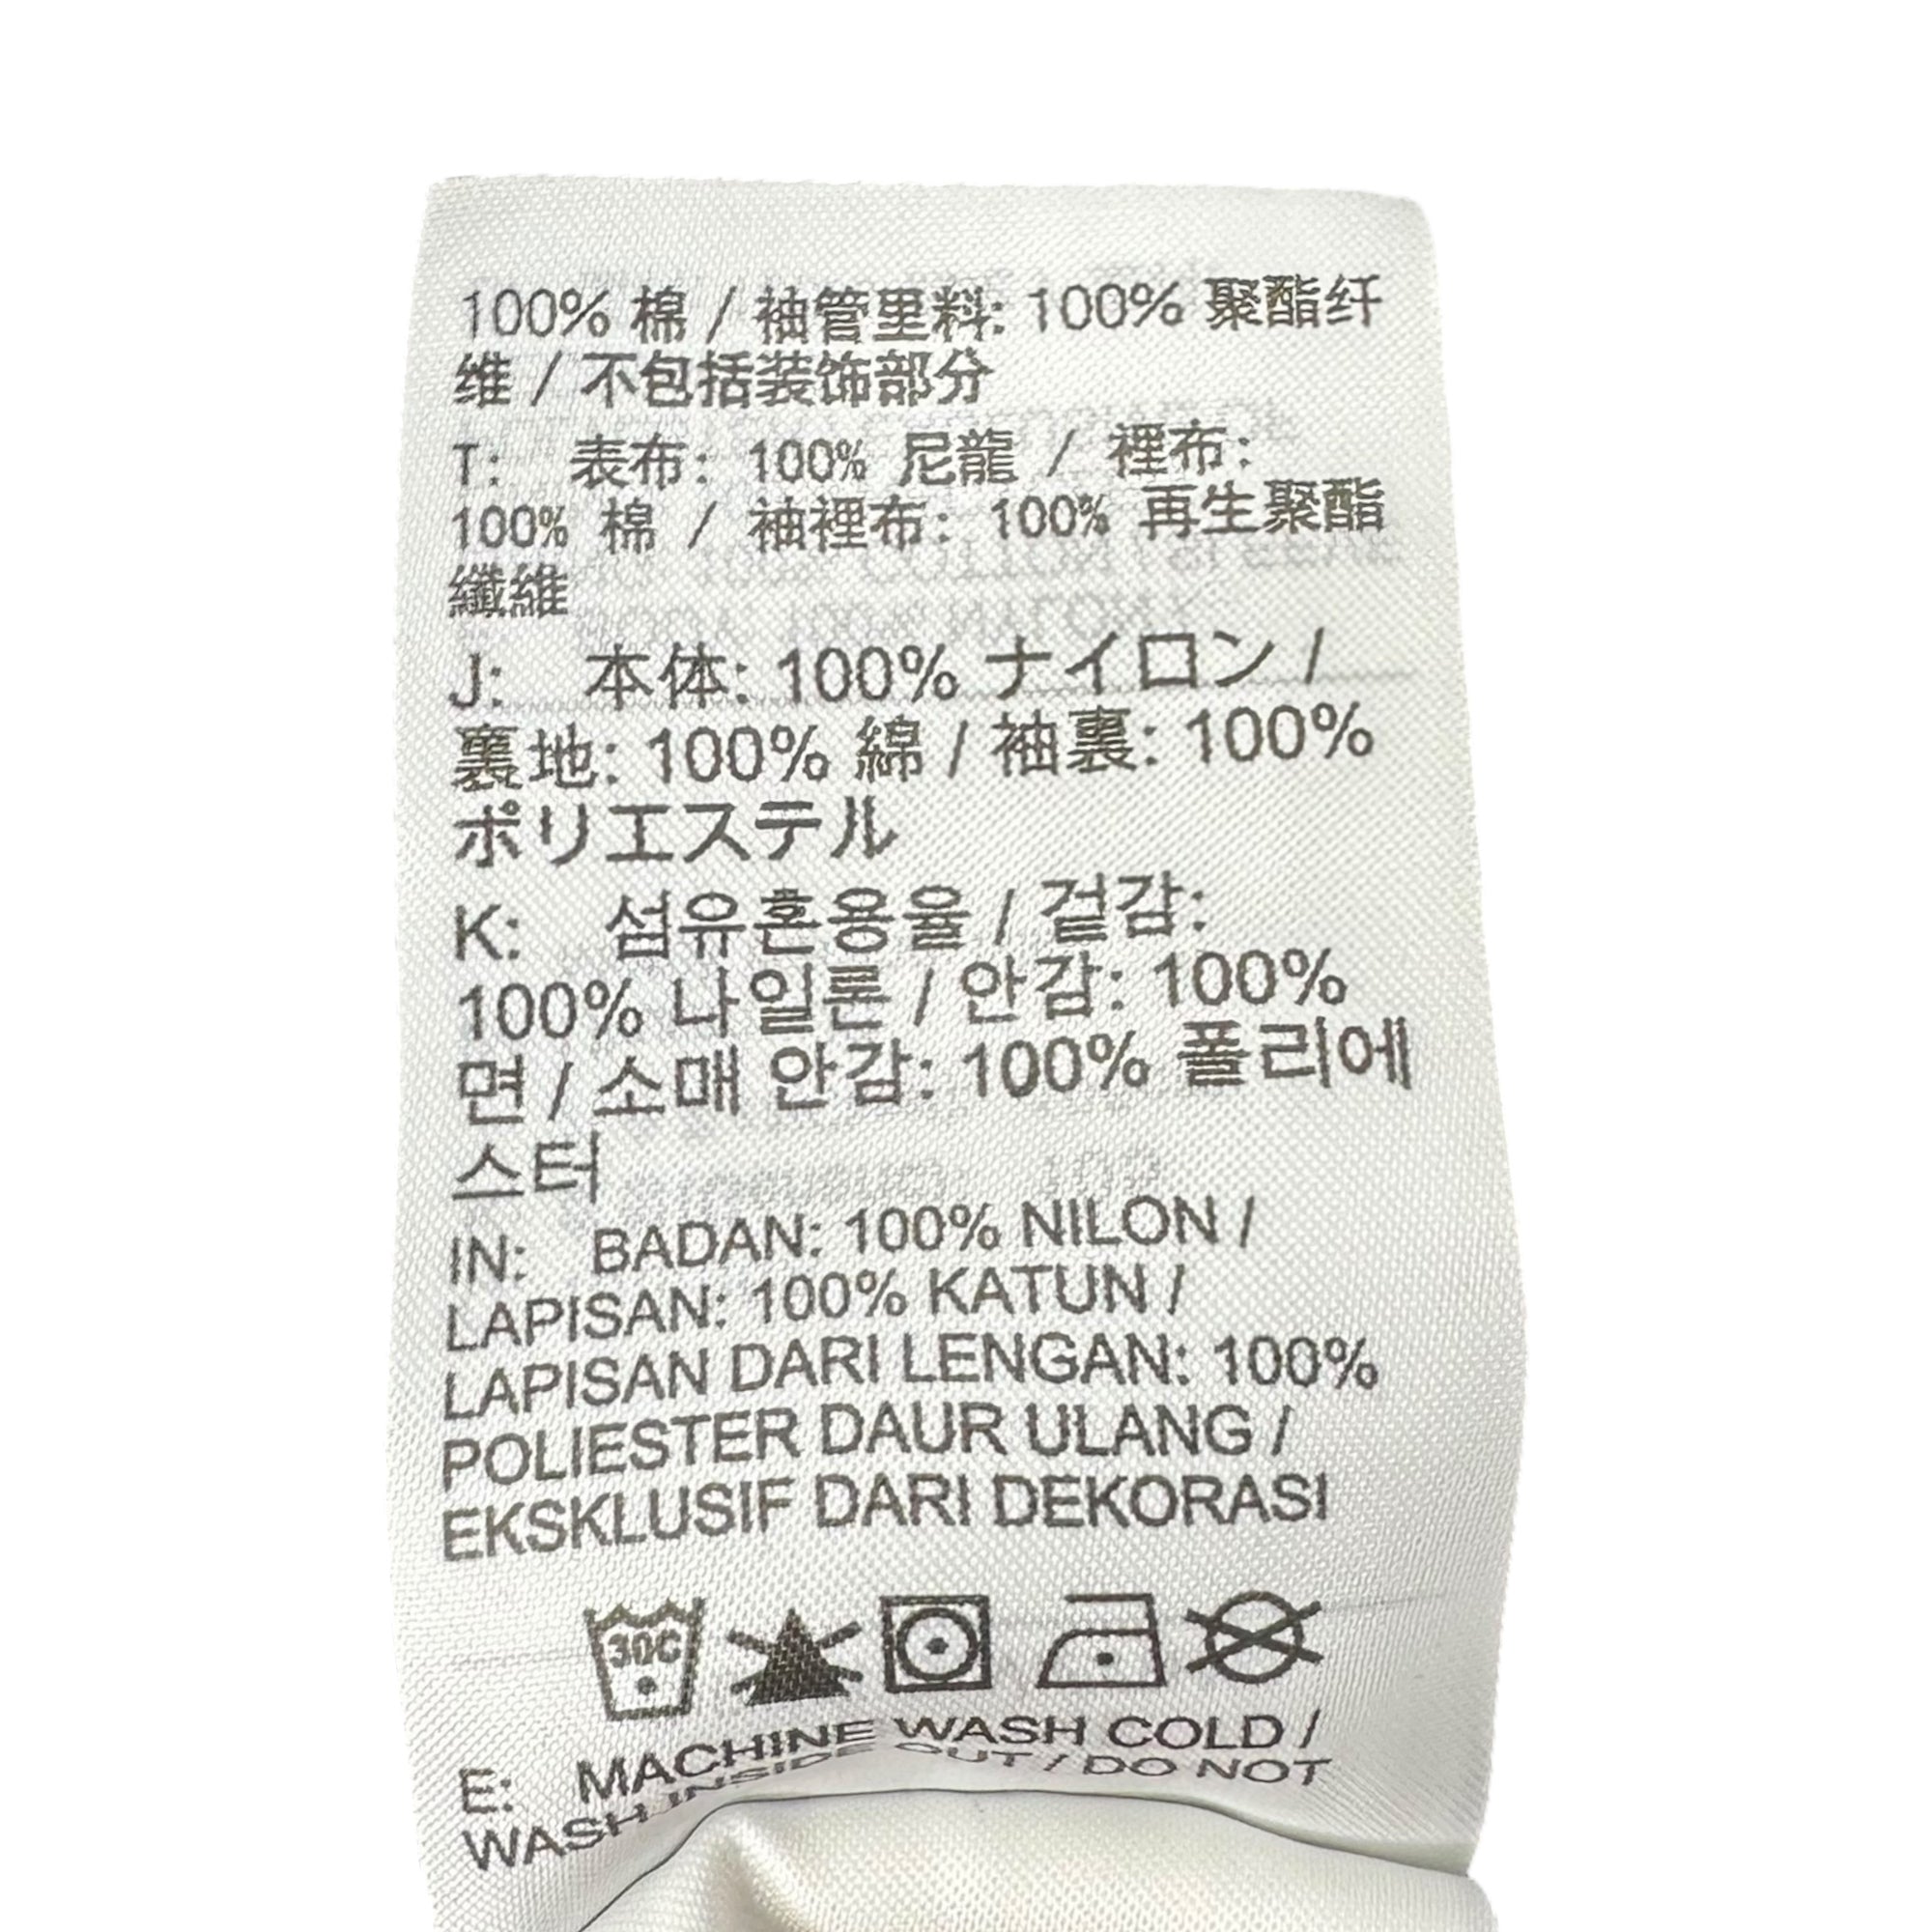 100% 棉 / 袖管里料: 100% 聚酯纤
维 / 不包括装饰部分
T: 表布: 100% 尼龍 / 裡布:
100% 棉 / 袖裡布: 100% 再生聚酯
纖維
J: 本体: 100% ナイロン /
裏地: 100% 綿 / 袖裏: 100%
ポリエステル
K: 섬유혼용율 / 겉감:
100% 나일론 / 안감: 100%
면 / 소매 안감: 100% 폴리에
스터
IN: BADAN: 100% NILON /
LAPISAN: 100% KATUN /
LAPISAN DARI LENGAN: 100%
POLIESTER DAUR ULANG /
EKSKLUSIF DARI DEKORASI
30C
E: MACHINE WASH COLD /
WASH INSIDE OUT / DO NOT